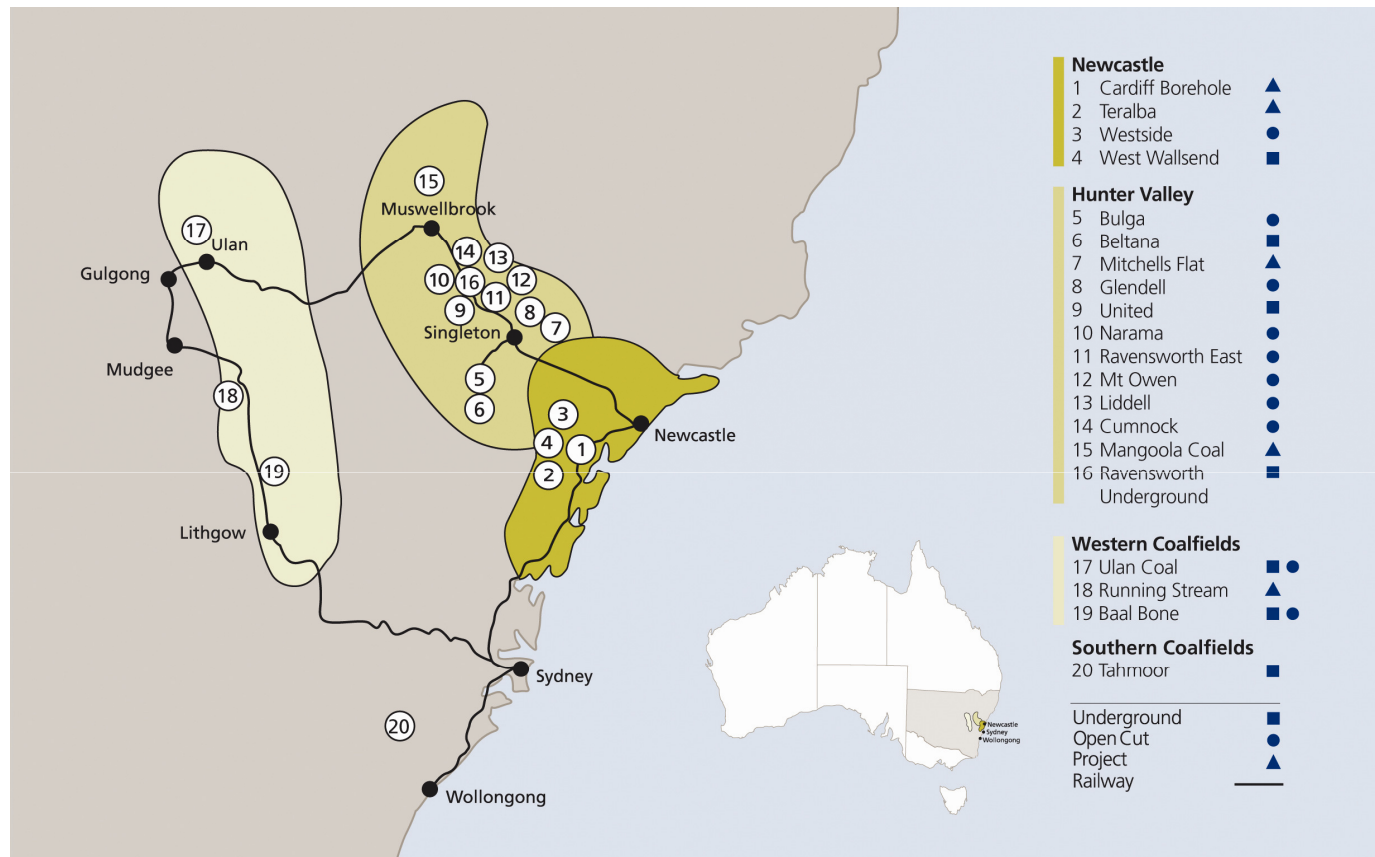 Newcastle
1 Cardiff Borehole
2 Teralba
3 Westside
4 West Wallsend
Hunter Valley
5 Bulga
6 Beltana
7 Mitchells Flat
8 Glendell
9 United
10 Narama
11 Ravensworth East
12 Mt Owen
13 Liddell
14 Cumnock
15 Mangoola Coal
16 Ravensworth
Underground
Western Coalfields
17 Ulan Coal
18 Running Stream
19 Baal Bone
Southern Coalfields
20 Tahmoor
Underground
Open Cut
Project
Railway
15
Muswellbrook
17
Ulan
14
13
Gulgong
10
16
12
11
9
8
Singleton
7
Mudgee
5
18
6
3
Newcastle
4
1
19
2
Lithgow
Sydney
20
Wollongong
Newcastle
Sydney
Wollongong